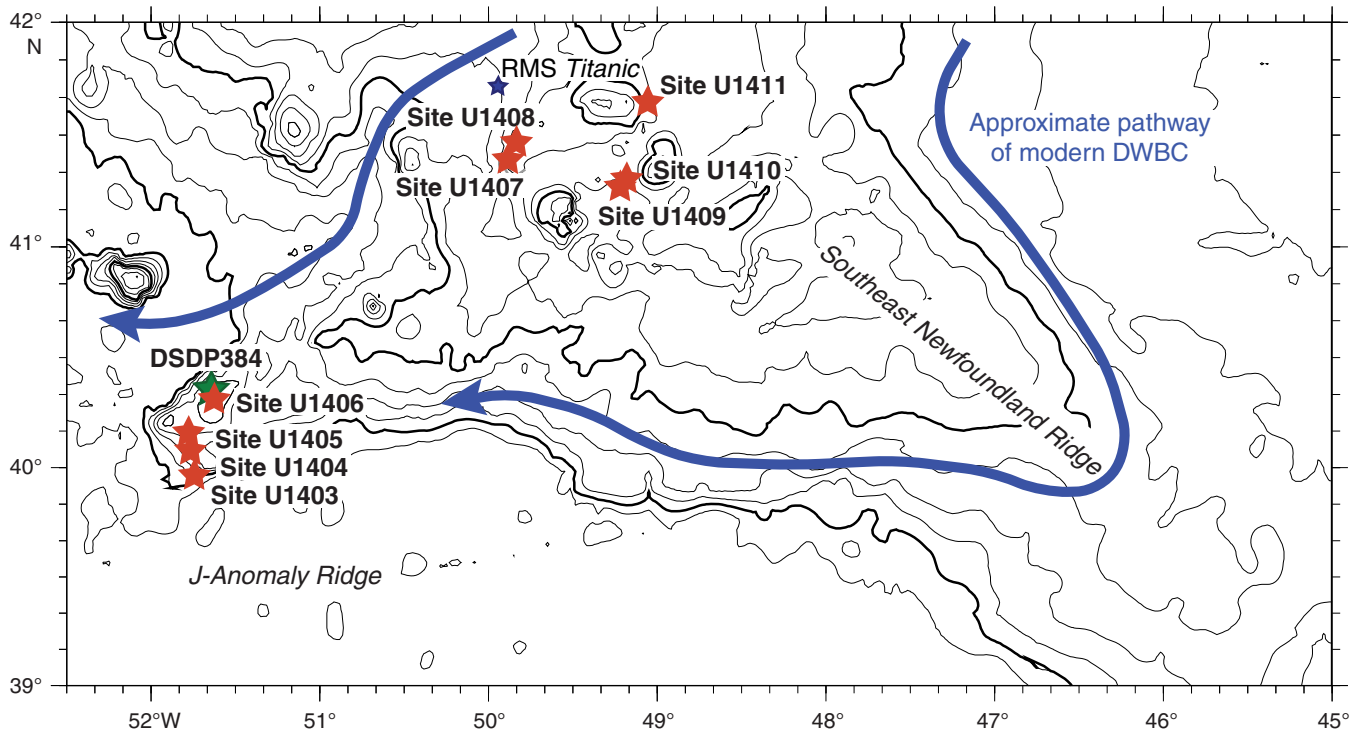 42°
N
RMS Titanic
Site U1411
Site U1408
Approximate pathway
of modern DWBC
Site U1407
Site U1410
Site U1409
41°
Southeast Newfoundland Ridge
DSDP384
Site U1406
Site U1405
40°
Site U1404
Site U1403
J-Anomaly Ridge
39°
52°W
51°
50°
49°
48°
47°
46°
45°